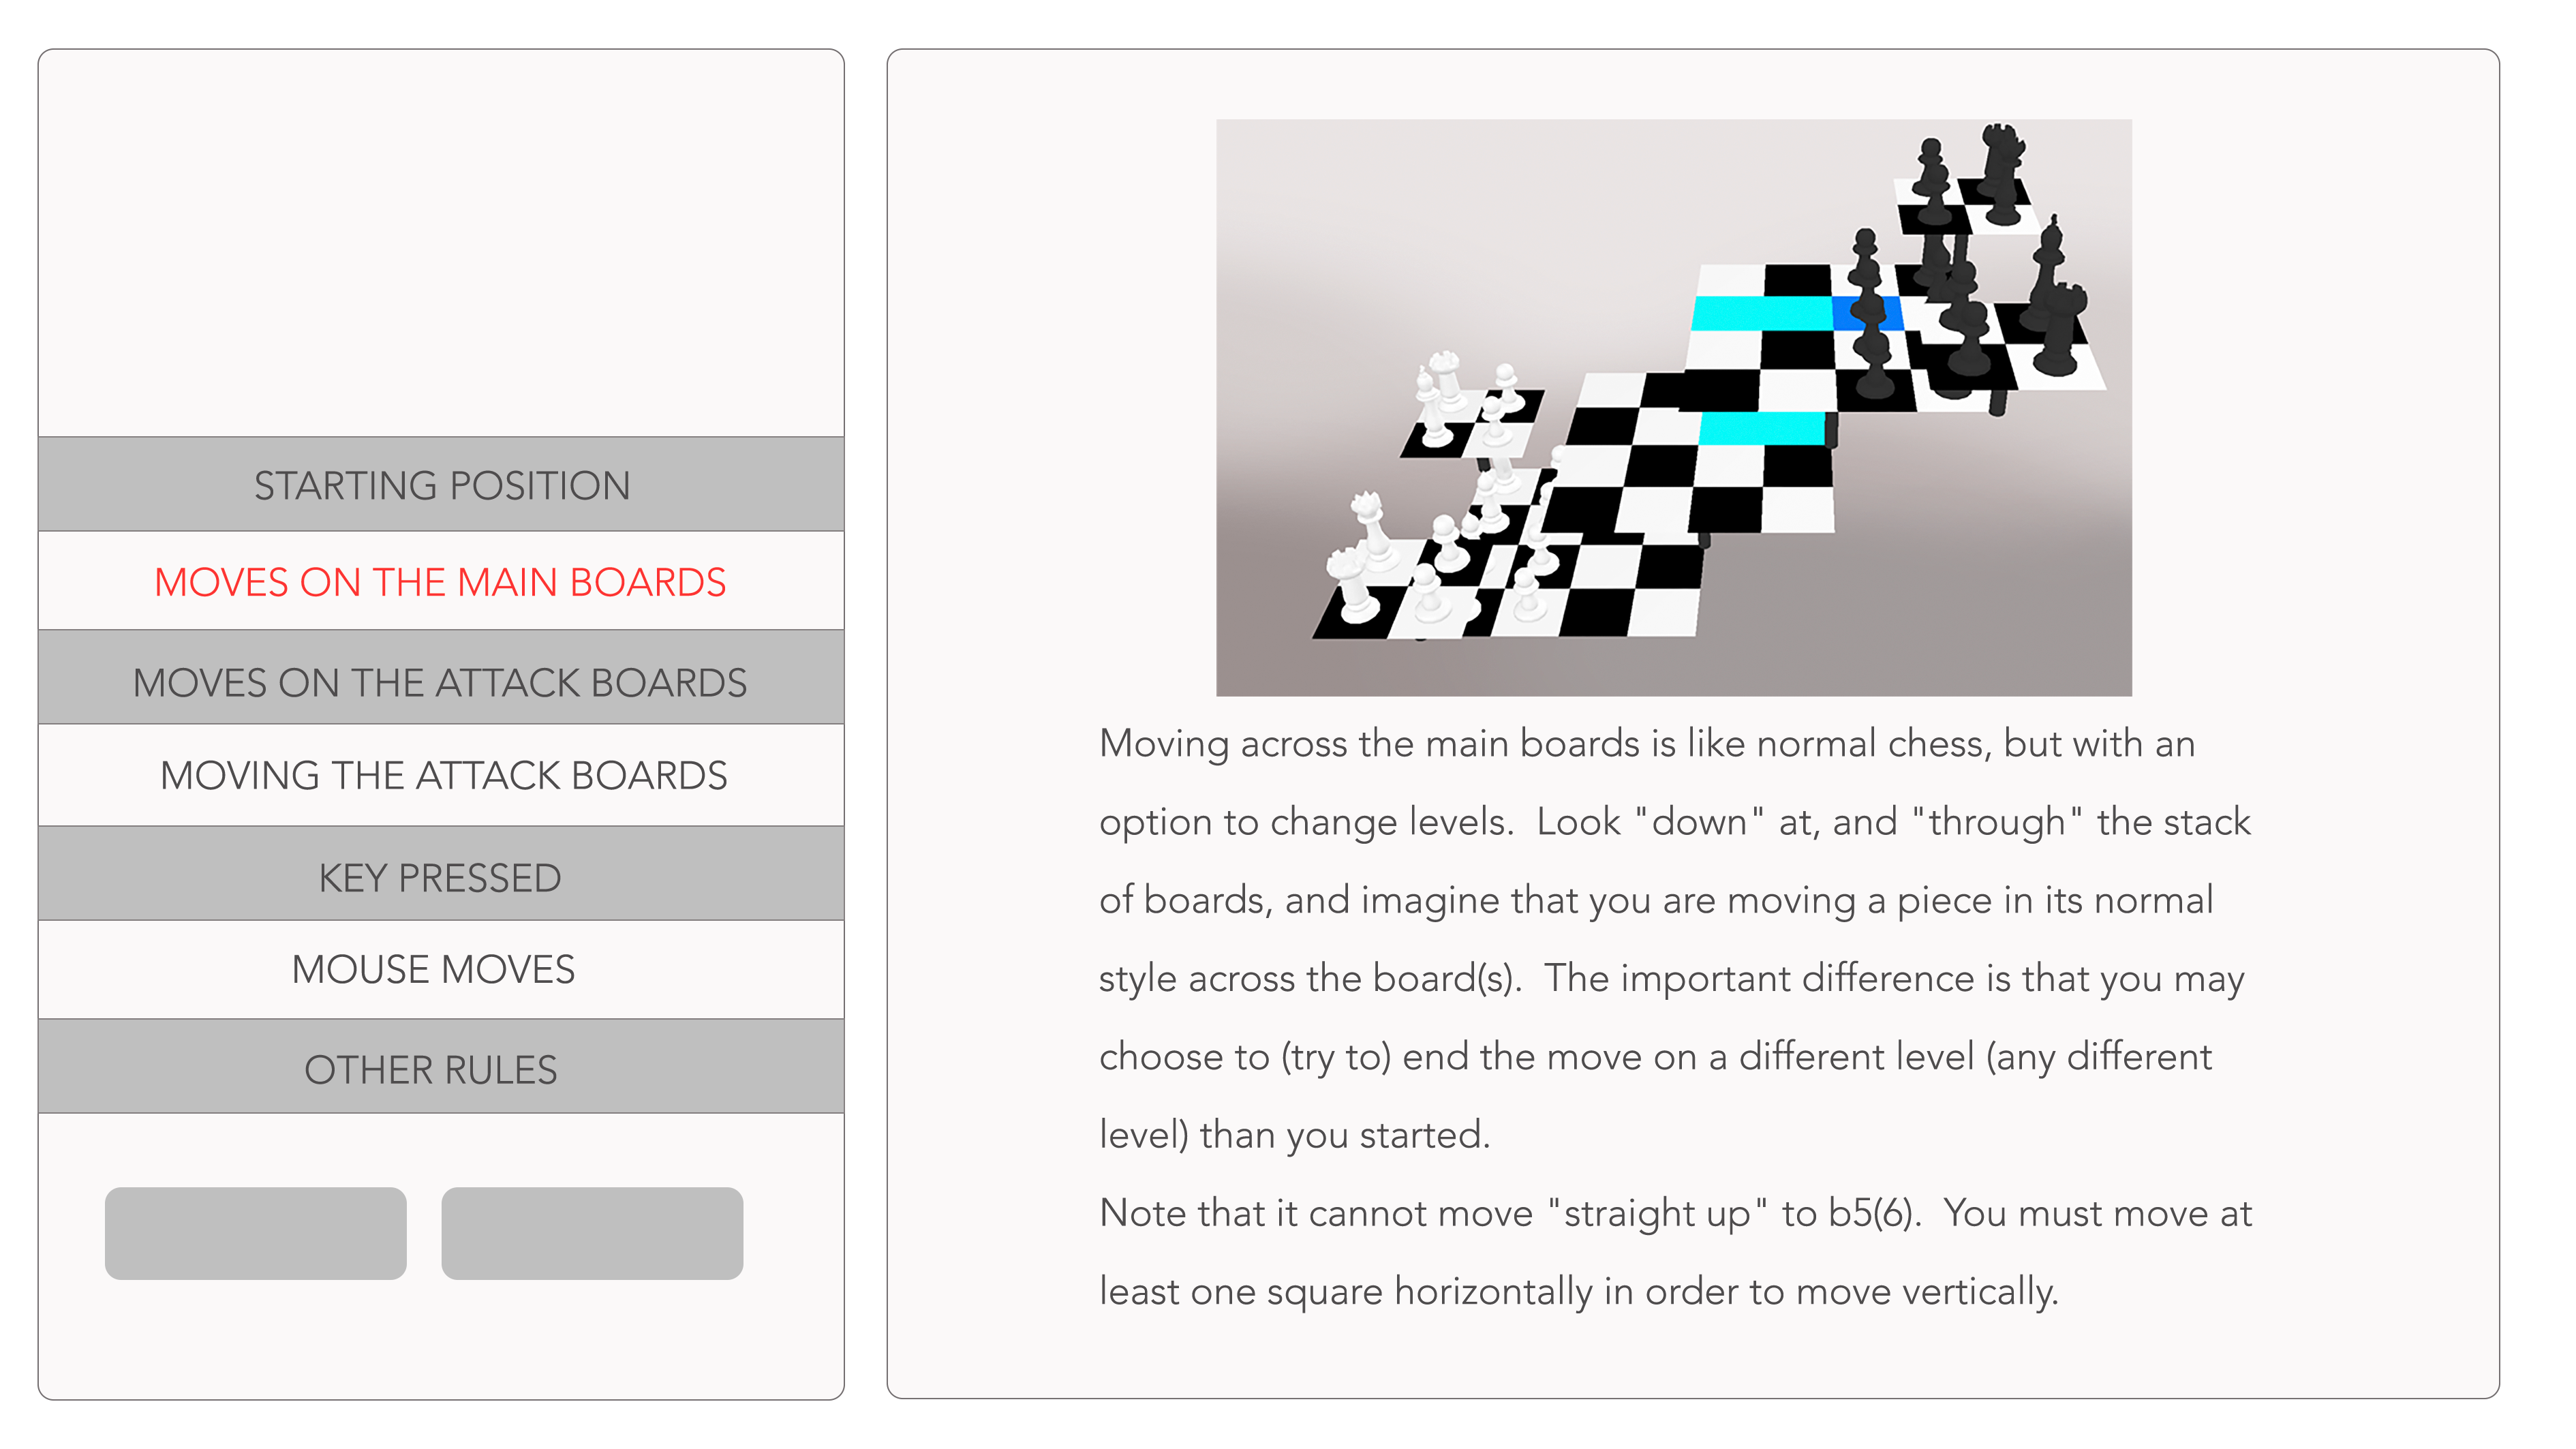 STARTING POSITION
MOVES ON THE MAIN BOARDS
MOVES ON THE ATTACK BOARDS
MOVING THE ATTACK BOARDS
KEY PRESSED
MOUSE MOVES
OTHER RULES
Moving across the main boards is like normal chess, but with an
option to change levels.  Look "down" at, and "through" the stack
of boards, and imagine that you are moving a piece in its normal
style across the board(s).  The important difference is that you may
choose to (try to) end the move on a different level (any different
level) than you started.
Note that it cannot move "straight up" to b5(6).  You must move at
least one square horizontally in order to move vertically.